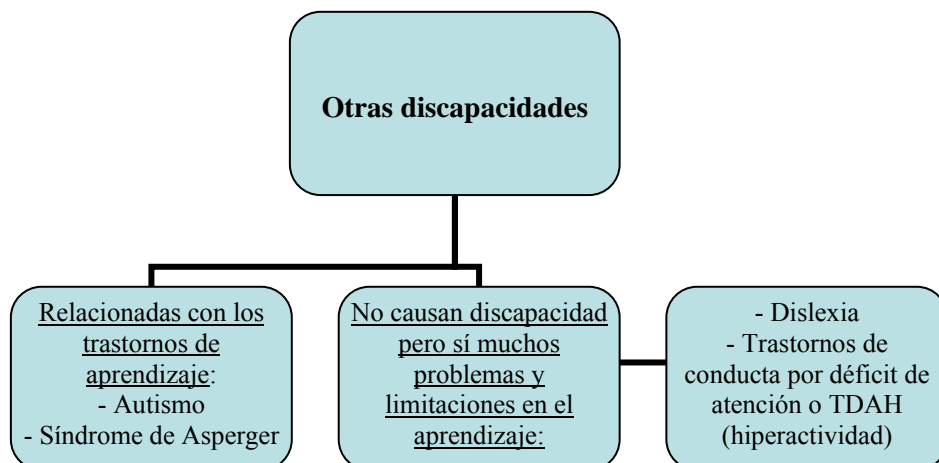 Otras discapacidades
Relacionadas con los
trastornos de
aprendizaje:
- Autismo
- Síndrome de Asperger
No causan discapacidad
pero sí muchos
problemas y
limitaciones en el
aprendizaje:
- Dislexia
- Trastornos de
conducta por déficit de
atención o TDAH
(hiperactividad)